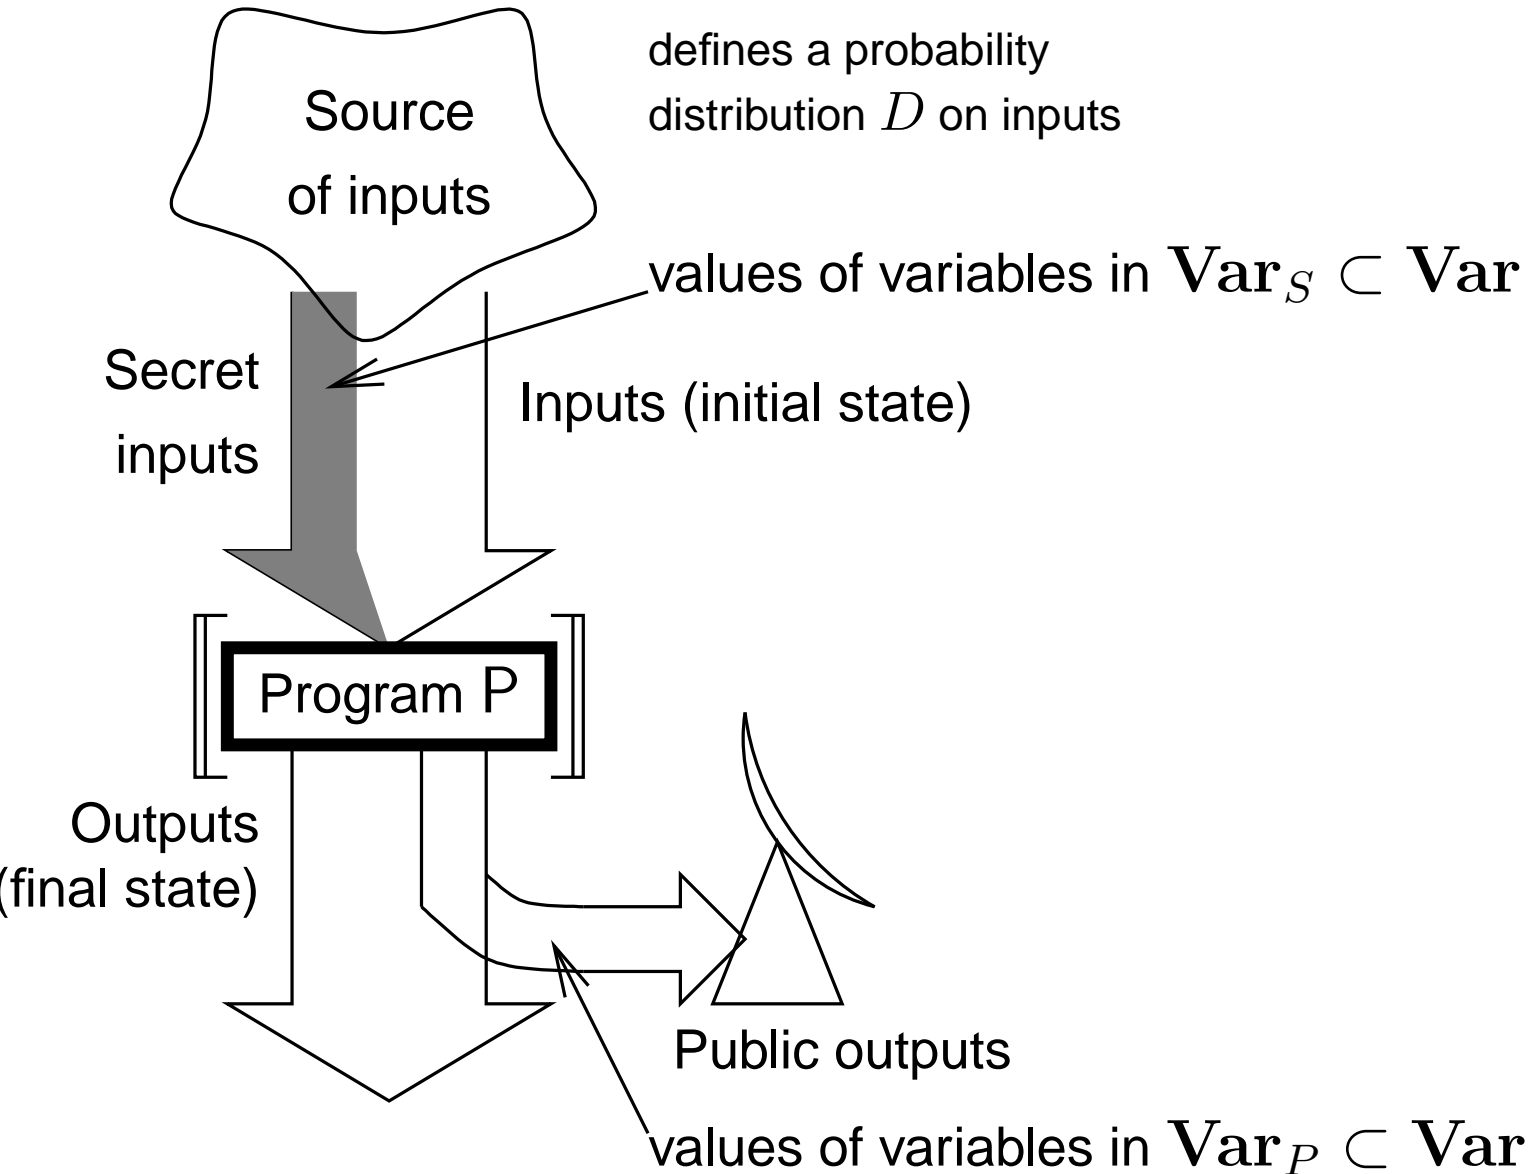 defines a probability
distribution D on inputs
Source
of inputs
values of variables in Var_S ⊂ Var
Secret
inputs
Inputs (initial state)
Program P
Outputs
(final state)
Public outputs
values of variables in Var_P ⊂ Var